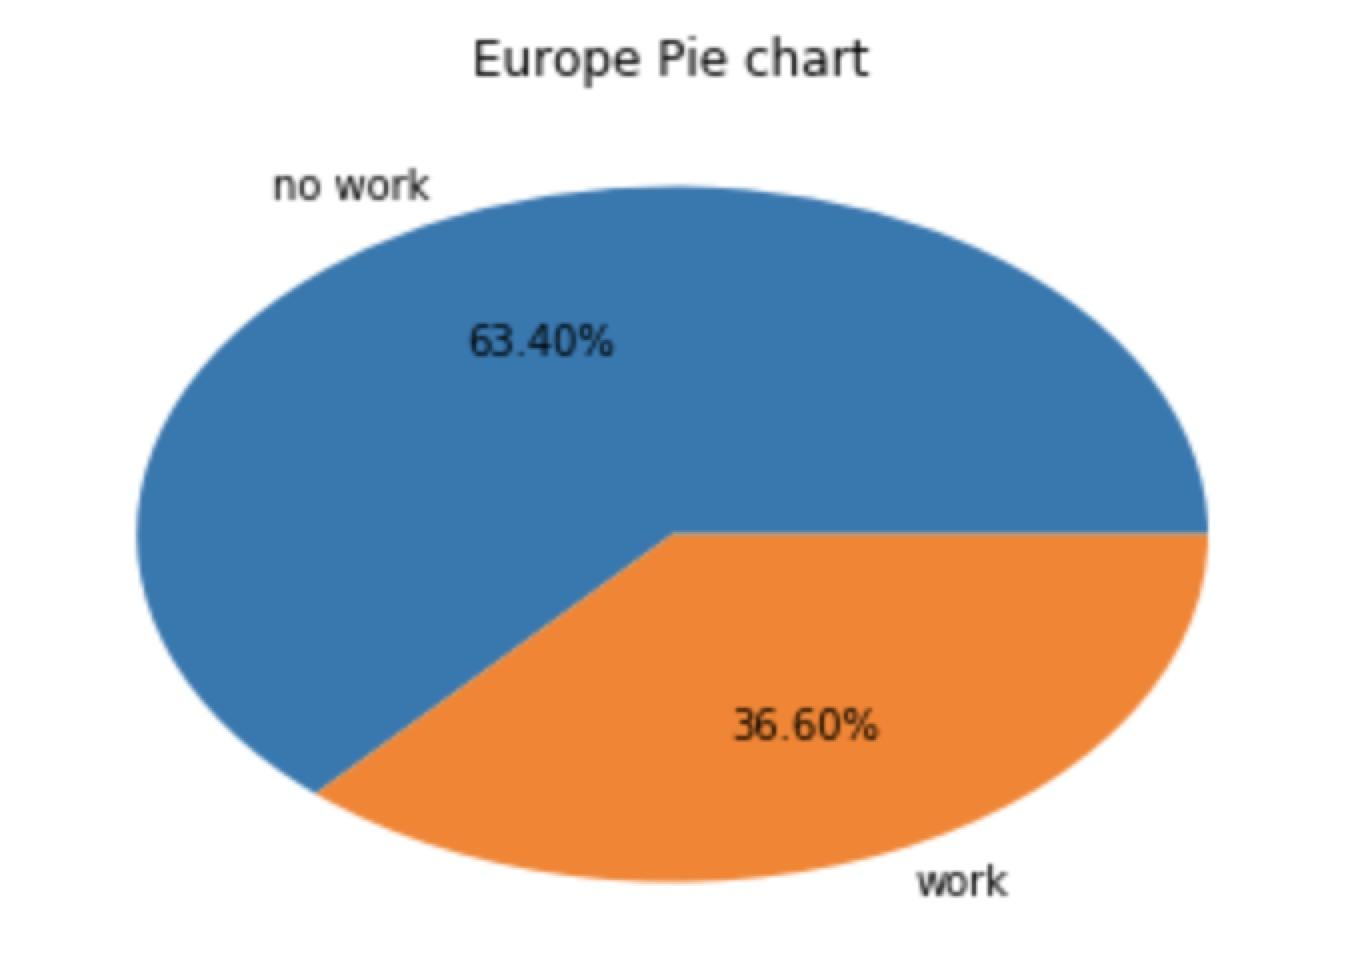 Europe Pie chart
no work
63.40%
36.60%
work